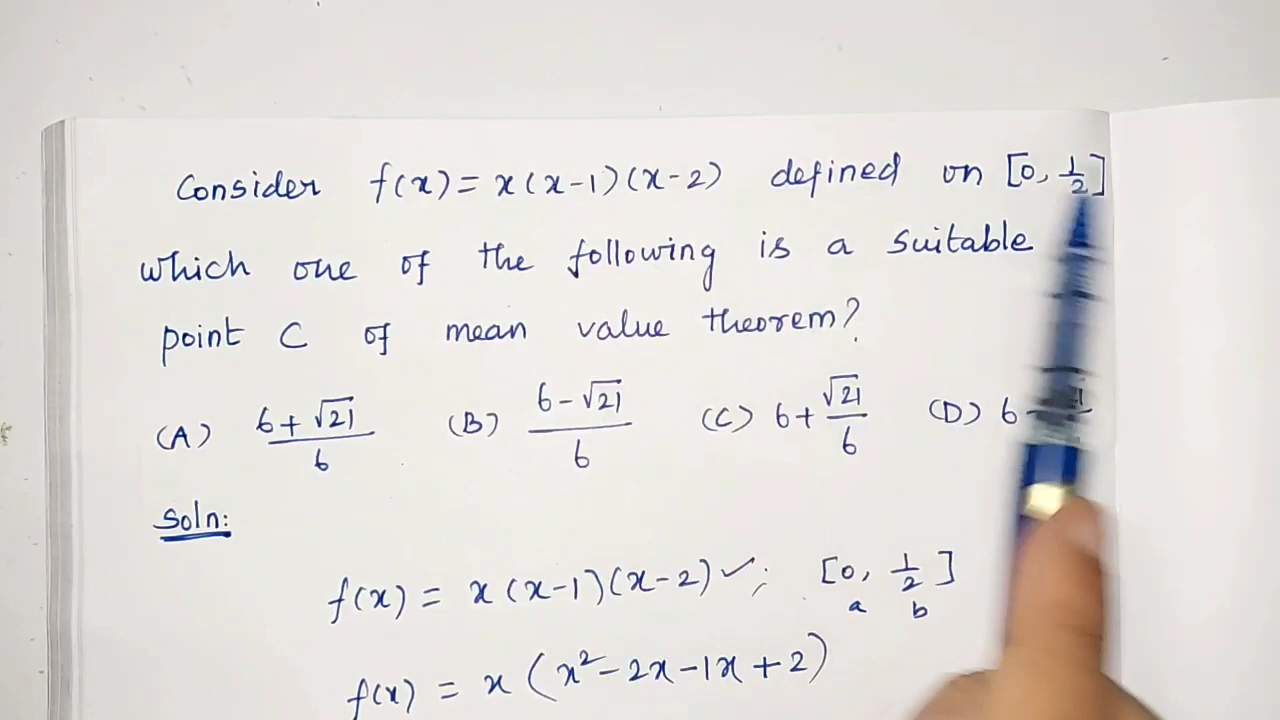 Consider f(x) = x(x-1)(x-2) defined on [0, 1/2]
which one of the following is a suitable
point C of mean value theorem?
(A) (6+√21)/6 (B) (6-√21)/6 (C) 6+√21/6 (D) 6
Soln:
f(x) = x(x-1)(x-2) ✓; [0, 1/2]
a b
f(x) = x(x²-2x-1x+2)